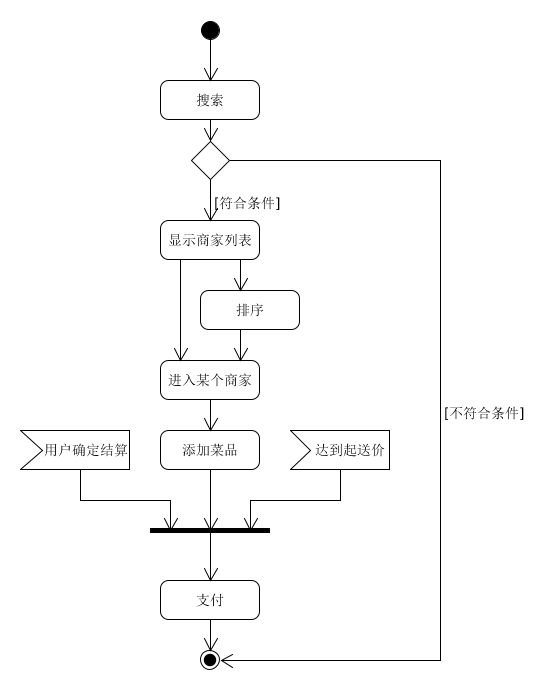 搜索
[符合条件]
显示商家列表
排序
进入某个商家
[不符合条件]
用户确定结算
添加菜品
达到起送价
支付